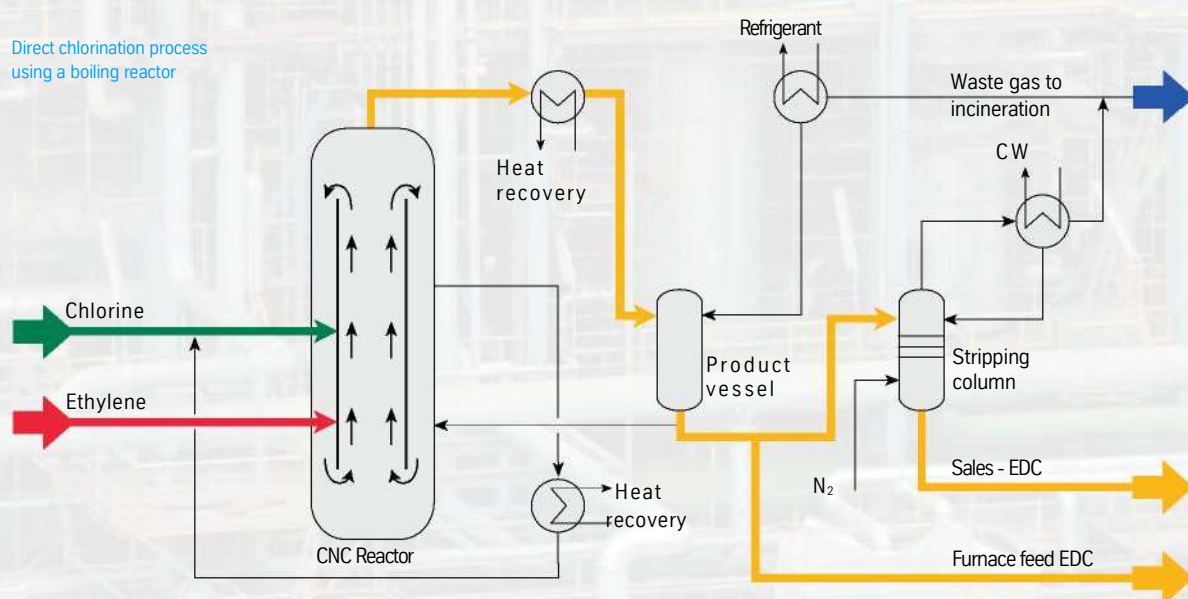 Direct chlorination process
using a boiling reactor
Refrigerant
Waste gas to
incineration
Heat
recovery
CW
Chlorine
Ethylene
Product
vessel
Stripping
column
N₂
Heat
recovery
Sales - EDC
CNC Reactor
Furnace feed EDC